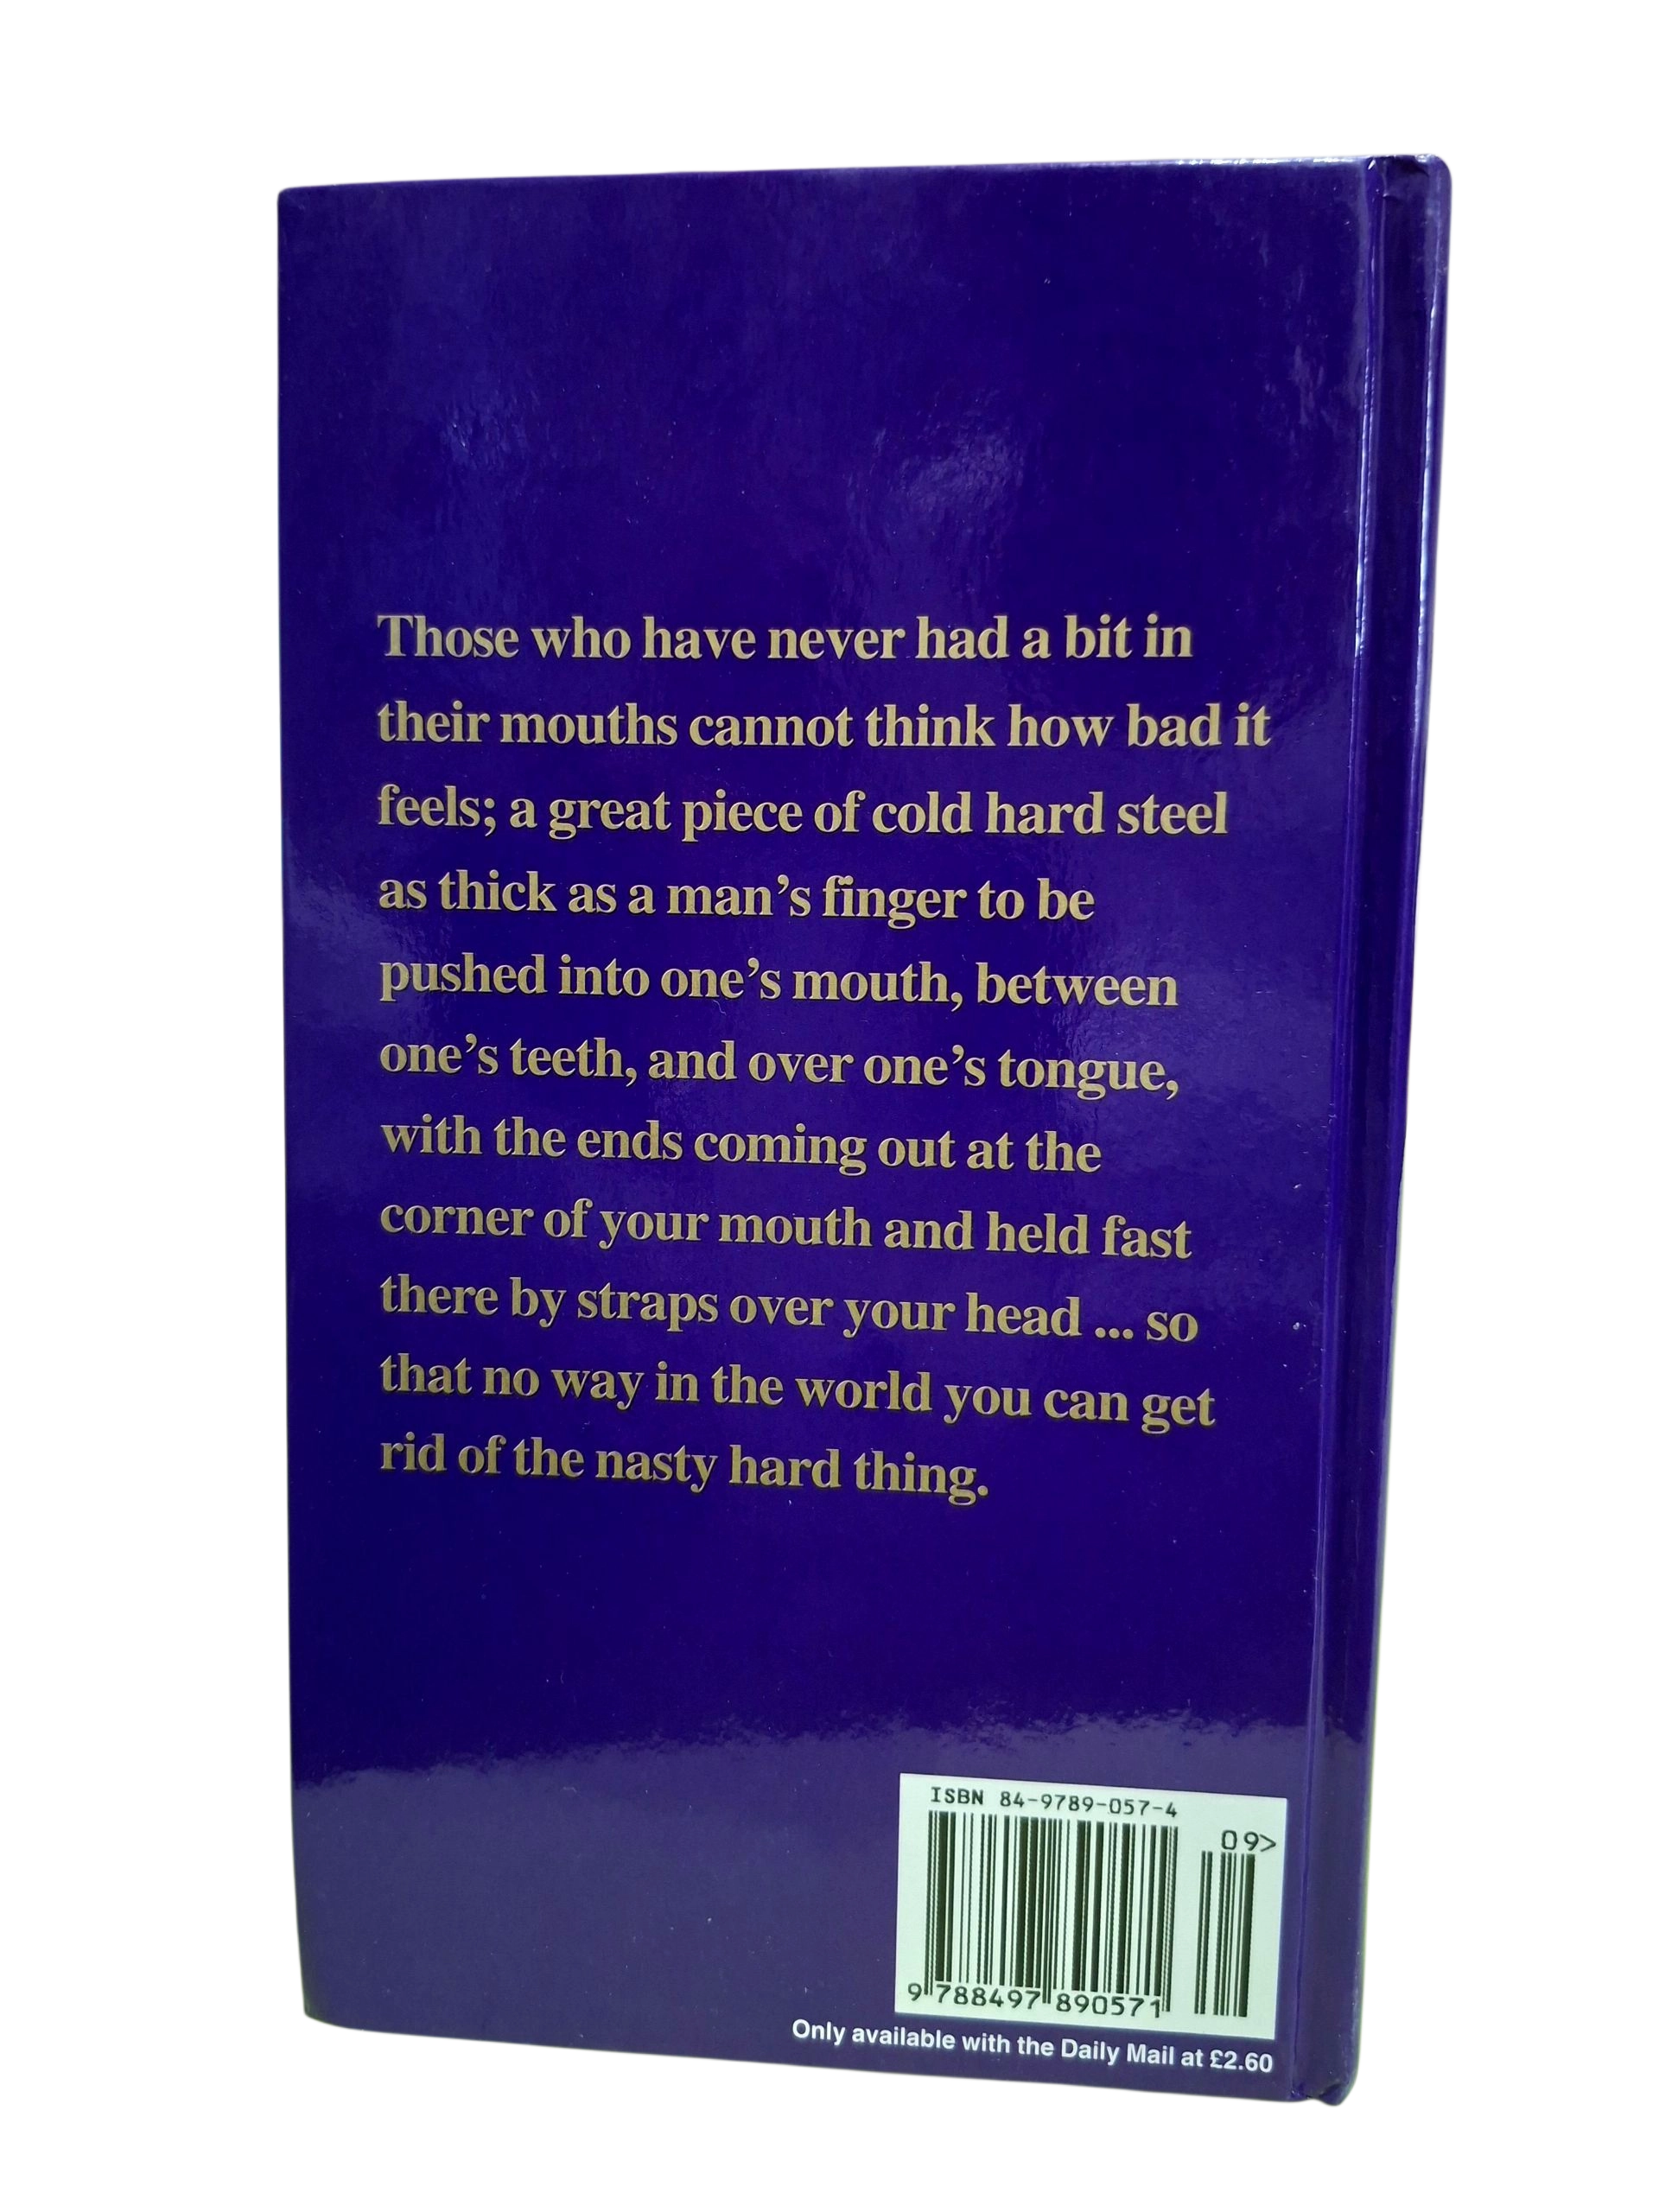 Those who have never had a bit in
their mouths cannot think how bad it
feels; a great piece of cold hard steel
as thick as a man’s finger to be
pushed into one’s mouth, between
one’s teeth, and over one’s tongue,
with the ends coming out at the
corner of your mouth and held fast
there by straps over your head ... so
that no way in the world you can get
rid of the nasty hard thing.
ISBN 84-9789-057-4
09>
9 788497 890571
Only available with the Daily Mail at £2.60